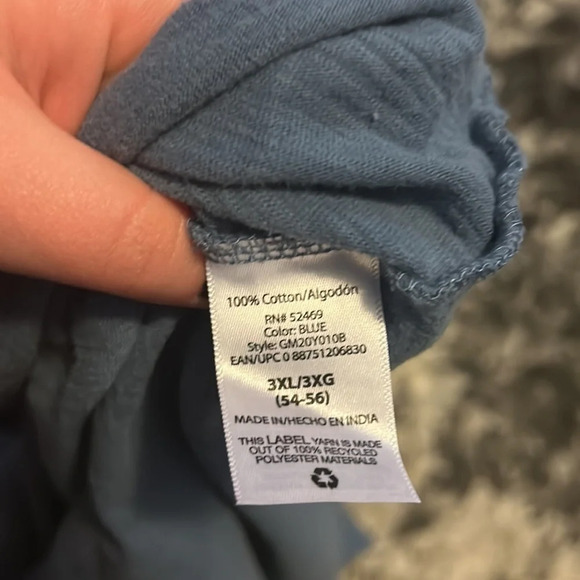 100% Cotton/Algodón
RN# 52469
Color: BLUE
Style: GM20Y010B
EAN/UPC 0 88751206830
3XL/3XG
(54-56)
MADE IN/HECHO EN INDIA
THIS LABEL YARN IS MADE
OUT OF 100% RECYCLED
POLYESTER MATERIALS